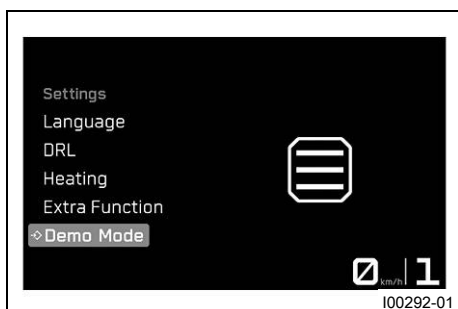 Settings
Language
DRL
Heating
Extra Function
Demo Mode
0 km/h 1
I00292-01